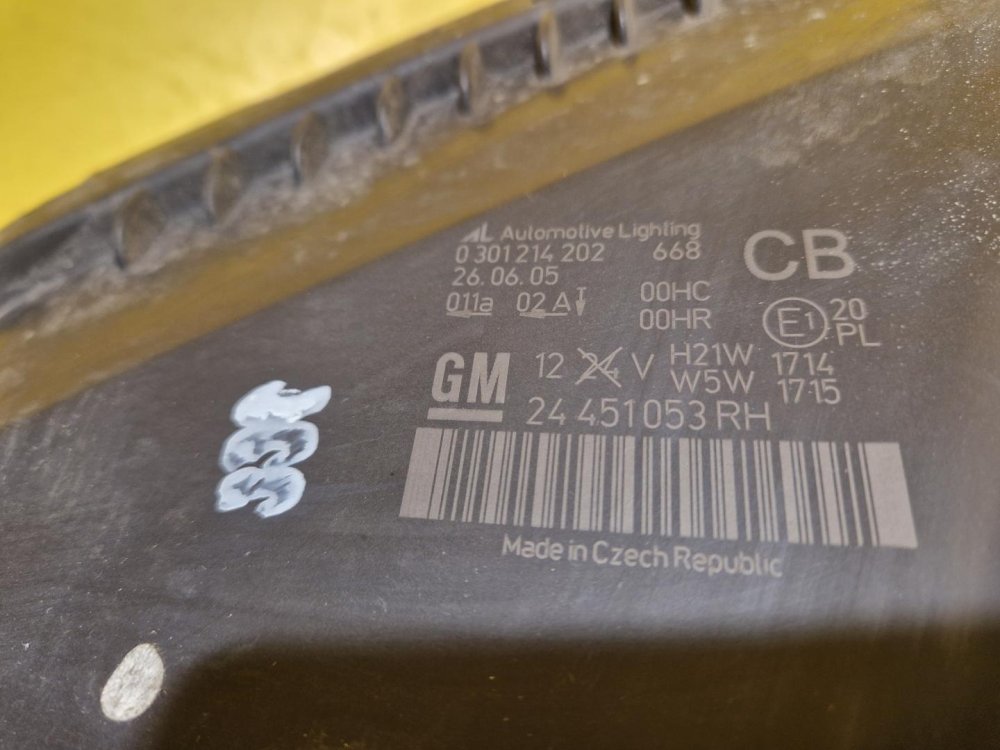 AL Automotive Lighting
0 301 214 202 668
CB
26.06.05
011a 02 A 00HC
00HR
E1 20
PL
GM 12 24 V H21W 1714
W5W 1715
24 451 053 RH
Made in Czech Republic